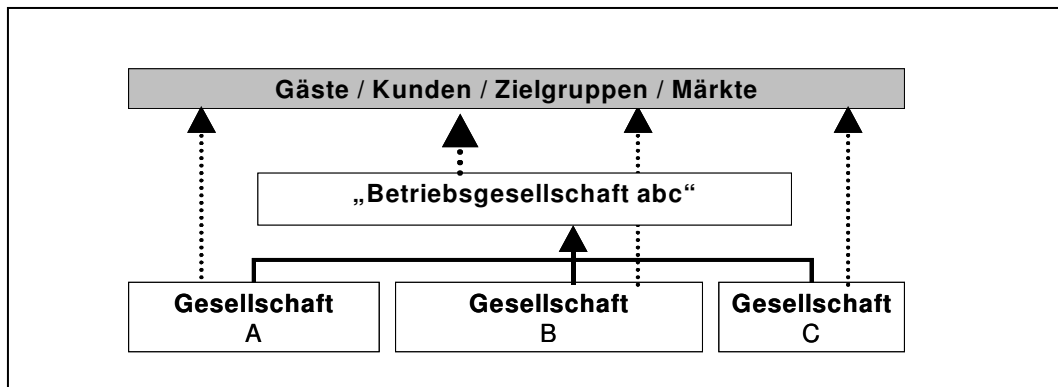 Gäste / Kunden / Zielgruppen / Märkte
„Betriebsgesellschaft abc“
Gesellschaft
A
Gesellschaft
B
Gesellschaft
C